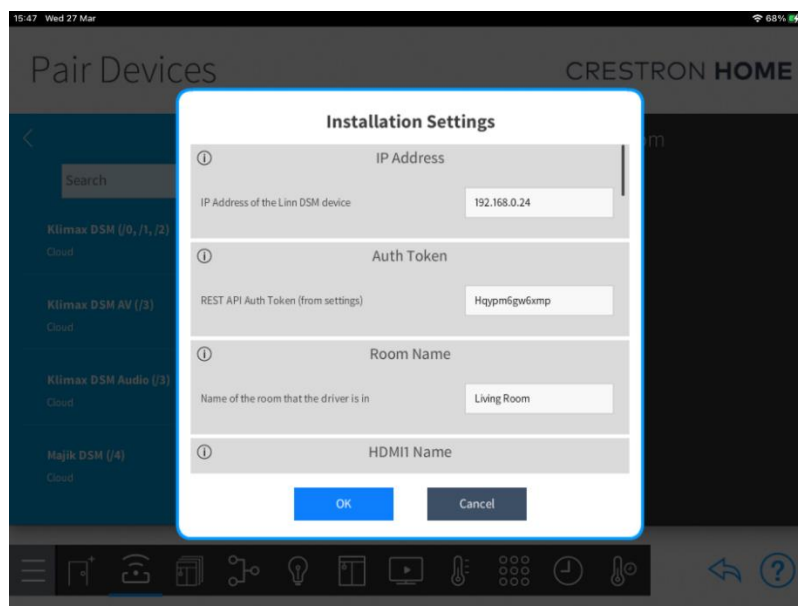 15:47 Wed 27 Mar
68%
Pair Devices
CRESTRON HOME
Search
Klimax DSM (/0, /1, /2)
Cloud
Klimax DSM AV (/3)
Cloud
Klimax DSM Audio (/3)
Cloud
Majik DSM (/4)
Cloud
Installation Settings
IP Address
IP Address of the Linn DSM device
192.168.0.24
Auth Token
REST API Auth Token (from settings)
Hqypm6gw6xmp
Room Name
Name of the room that the driver is in
Living Room
HDMI1 Name
OK
Cancel